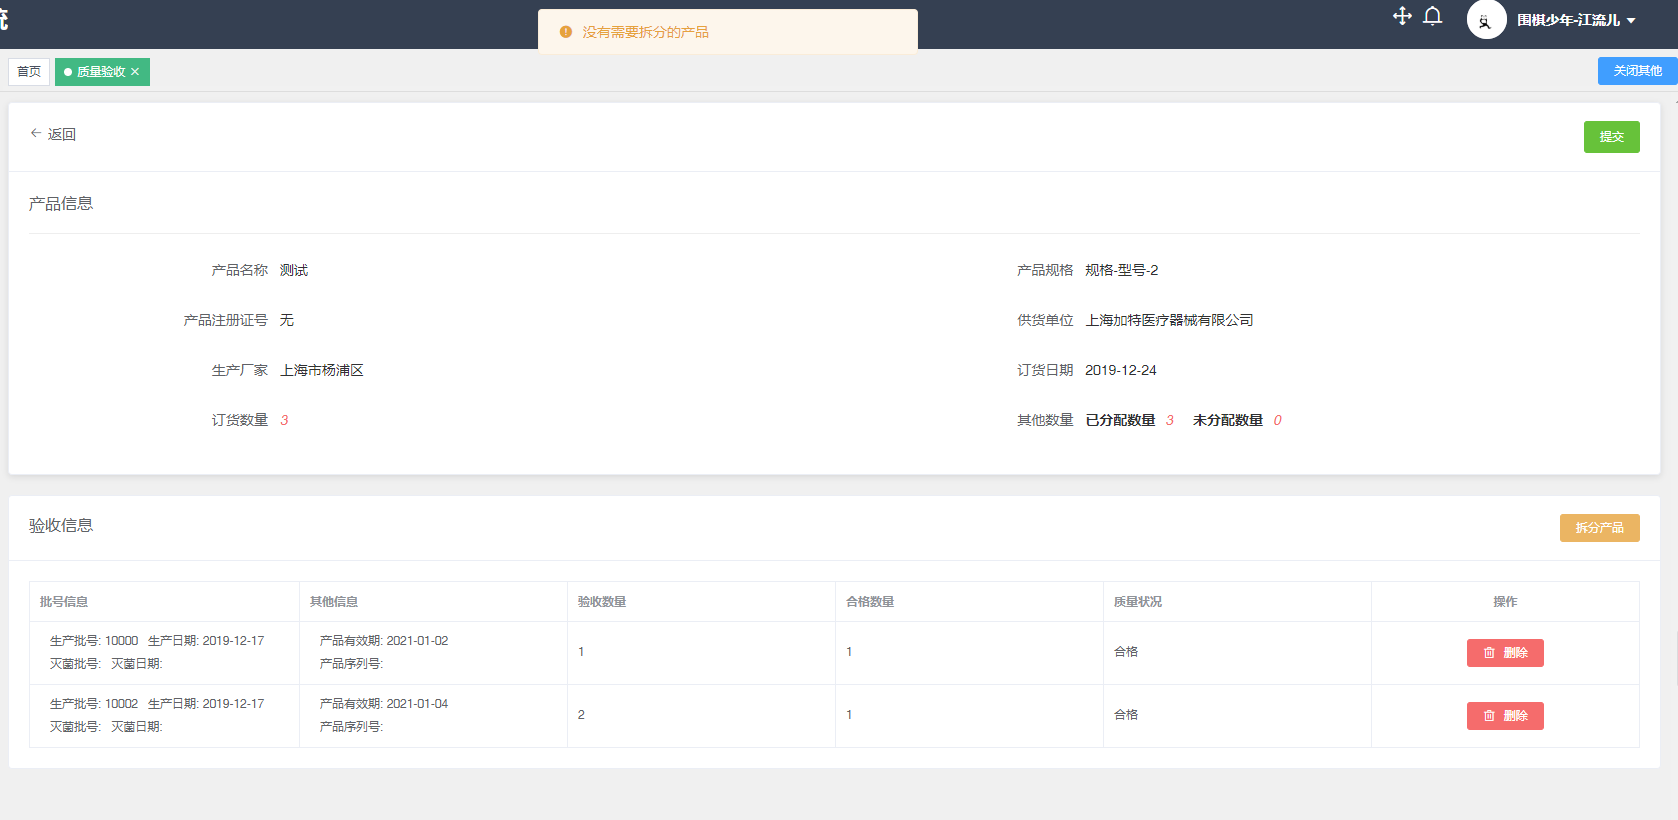 统
没有需要拆分的产品
围棋少年-江流儿
首页
质量验收
关闭其他
返回
提交
产品信息
产品名称 测试
产品规格 规格-型号-2
产品注册证号 无
供货单位 上海加特医疗器械有限公司
生产厂家 上海市杨浦区
订货日期 2019-12-24
订货数量 3
其他数量 已分配数量 3 未分配数量 0
验收信息
拆分产品
批号信息 其他信息 验收数量 合格数量 质量状况 操作
生产批号: 10000 生产日期: 2019-12-17
灭菌批号: 灭菌日期:
产品有效期: 2021-01-02
产品序列号:
1
1
合格
删除
生产批号: 10002 生产日期: 2019-12-17
灭菌批号: 灭菌日期:
产品有效期: 2021-01-04
产品序列号:
2
1
合格
删除